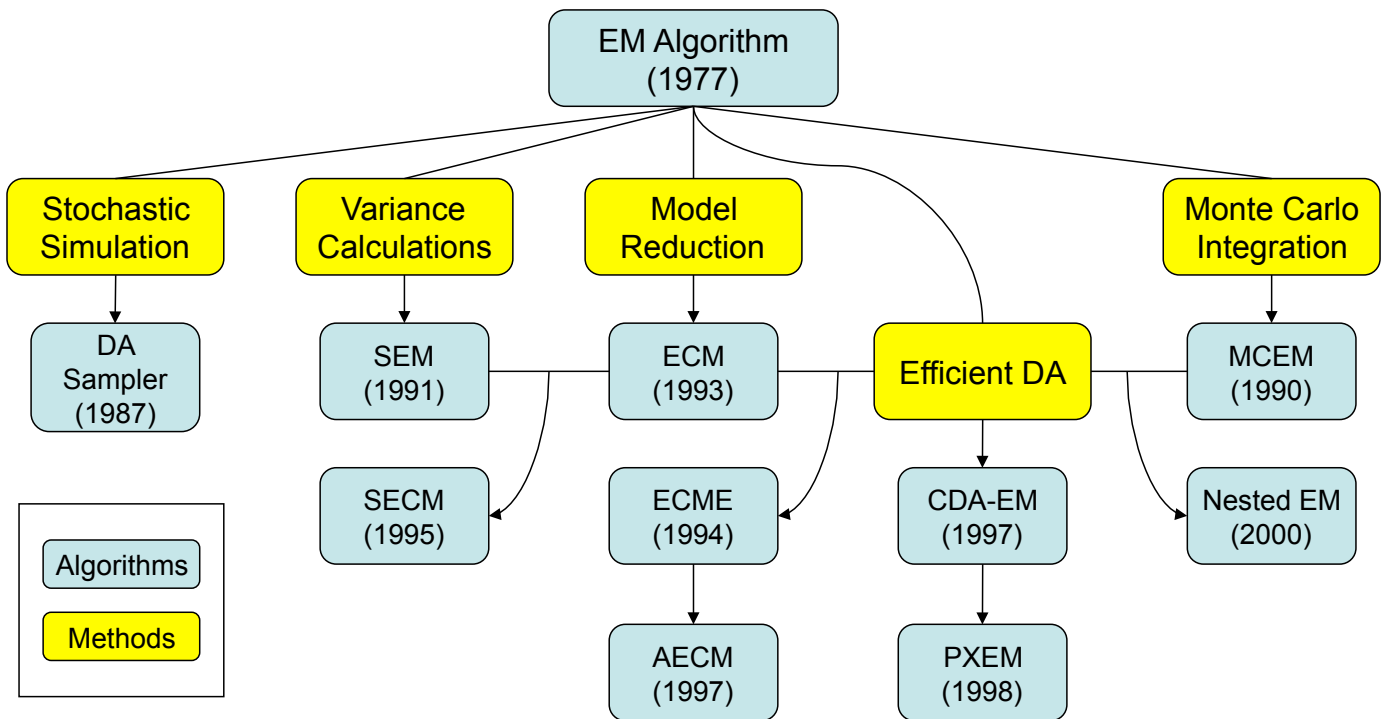 EM Algorithm
(1977)
Stochastic
Simulation
Variance
Calculations
Model
Reduction
Monte Carlo
Integration
DA
Sampler
(1987)
SEM
(1991)
ECM
(1993)
Efficient DA
MCEM
(1990)
SECM
(1995)
ECME
(1994)
CDA-EM
(1997)
Nested EM
(2000)
Algorithms
Methods
AECM
(1997)
PXEM
(1998)